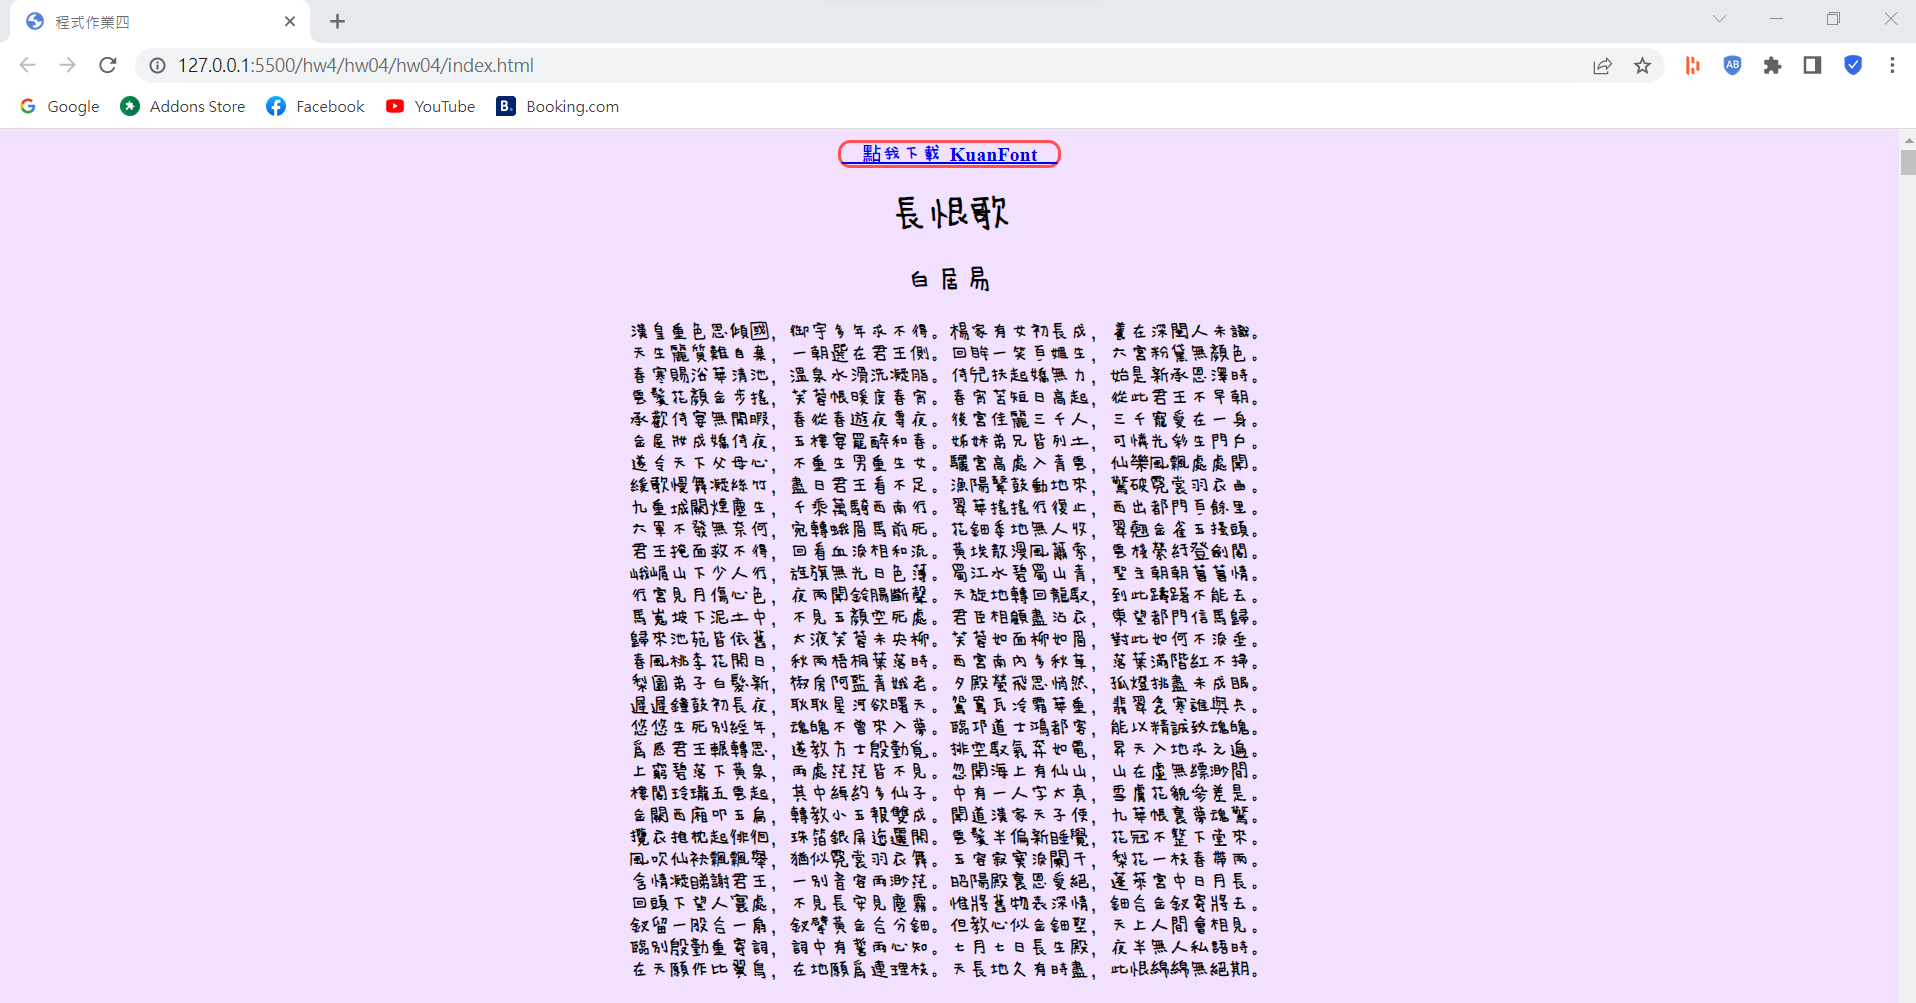 程式作業四
127.0.0.1:5500/hw4/hw04/hw04/index.html
Google
Addons Store
Facebook
YouTube
B. Booking.com
點我下載 KuanFont
長恨歌
白居易
漢皇重色思傾國，御宇多年求不得。楊家有女初長成，養在深閨人未識。
天生麗質難自棄，一朝選在君王側。回眸一笑百媚生，六宮粉黛無顏色。
春寒賜浴華清池，溫泉水滑洗凝脂。侍兒扶起嬌無力，始是新承恩澤時。
雲鬢花顏金步搖，芙蓉帳暖度春宵。春宵苦短日高起，從此君王不早朝。
承歡侍宴無閒暇，春從春遊夜專夜。後宮佳麗三千人，三千寵愛在一身。
金屋妝成嬌侍夜，玉樓宴罷醉和春。姊妹弟兄皆列土，可憐光彩生門戶。
遂令天下父母心，不重生男重生女。驪宮高處入青雲，仙樂風飄處處聞。
緩歌慢舞凝絲竹，盡日君王看不足。漁陽鼙鼓動地來，驚破霓裳羽衣曲。
九重城闕煙塵生，千乘萬騎西南行。翠華搖搖行復止，西出都門百餘里。
六軍不發無奈何，宛轉蛾眉馬前死。花鈿委地無人收，翠翹金雀玉搔頭。
君王掩面救不得，回看血淚相和流。黃埃散漫風蕭索，雲棧縈紆登劍閣。
峨嵋山下少人行，旌旗無光日色薄。蜀江水碧蜀山青，聖主朝朝暮暮情。
行宮見月傷心色，夜雨聞鈴腸斷聲。天旋地轉回龍馭，到此躊躇不能去。
馬嵬坡下泥土中，不見玉顏空死處。君臣相顧盡沾衣，東望都門信馬歸。
歸來池苑皆依舊，太液芙蓉未央柳。芙蓉如面柳如眉，對此如何不淚垂。
春風桃李花開日，秋雨梧桐葉落時。西宮南內多秋草，落葉滿階紅不掃。
梨園弟子白髮新，椒房阿監青娥老。夕殿螢飛思悄然，孤燈挑盡未成眠。
遲遲鐘鼓初長夜，耿耿星河欲曙天。鴛鴦瓦冷霜華重，翡翠衾寒誰與共。
悠悠生死別經年，魂魄不曾來入夢。臨邛道士鴻都客，能以精誠致魂魄。
為感君王輾轉思，遂教方士殷勤覓。排空馭氣奔如電，昇天入地求之遍。
上窮碧落下黃泉，兩處茫茫皆不見。忽聞海上有仙山，山在虛無縹渺間。
樓閣玲瓏五雲起，其中綽約多仙子。中有一人字太真，雪膚花貌參差是。
金闕西廂叩玉扃，轉教小玉報雙成。聞道漢家天子使，九華帳裏夢魂驚。
攬衣推枕起徘徊，珠箔銀屏迤邐開。雲鬢半偏新睡覺，花冠不整下堂來。
風吹仙袂飄飄舉，猶似霓裳羽衣舞。玉容寂寞淚闌干，梨花一枝春帶雨。
含情凝睇謝君王，一別音容兩渺茫。昭陽殿裏恩愛絕，蓬萊宮中日月長。
回頭下望人寰處，不見長安見塵霧。惟將舊物表深情，鈿合金釵寄將去。
釵留一股合一扇，釵擘黃金合分鈿。但教心似金鈿堅，天上人間會相見。
臨別殷勤重寄詞，詞中有誓兩心知。七月七日長生殿，夜半無人私語時。
在天願作比翼鳥，在地願為連理枝。天長地久有時盡，此恨綿綿無絕期。